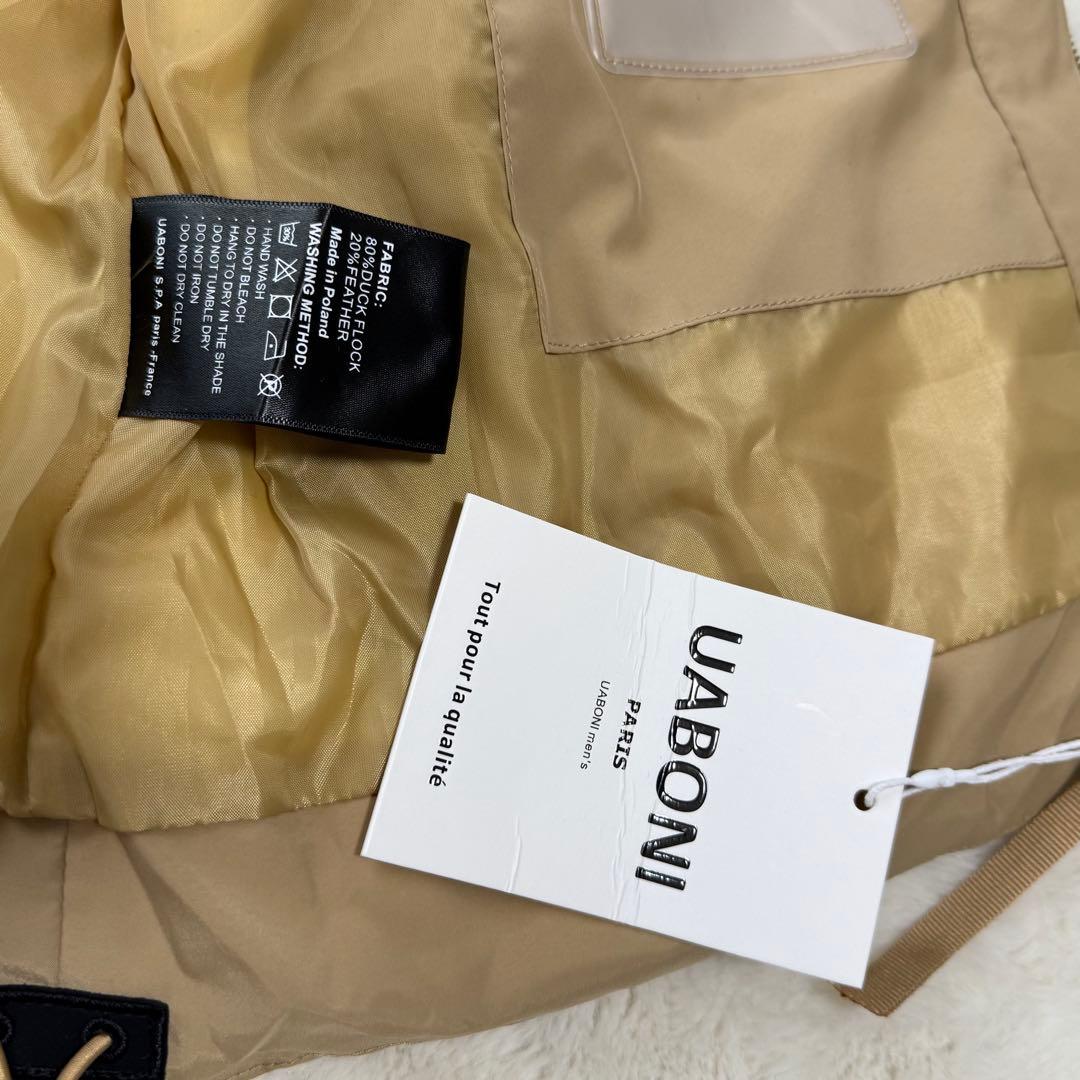 FABRIC:
80%DUCK FLOCK
20%FEATHER
Made in Poland
WASHING METHOD:
30%
P
· HAND WASH
· DO NOT BLEACH
· HANG TO DRY IN THE SHADE
· DO NOT TUMBLE DRY
· DO NOT IRON
· DO NOT DRY CLEAN
UABONI S.P.A paris -France
UABONI
PARIS
UABONI men's
Tout pour la qualité